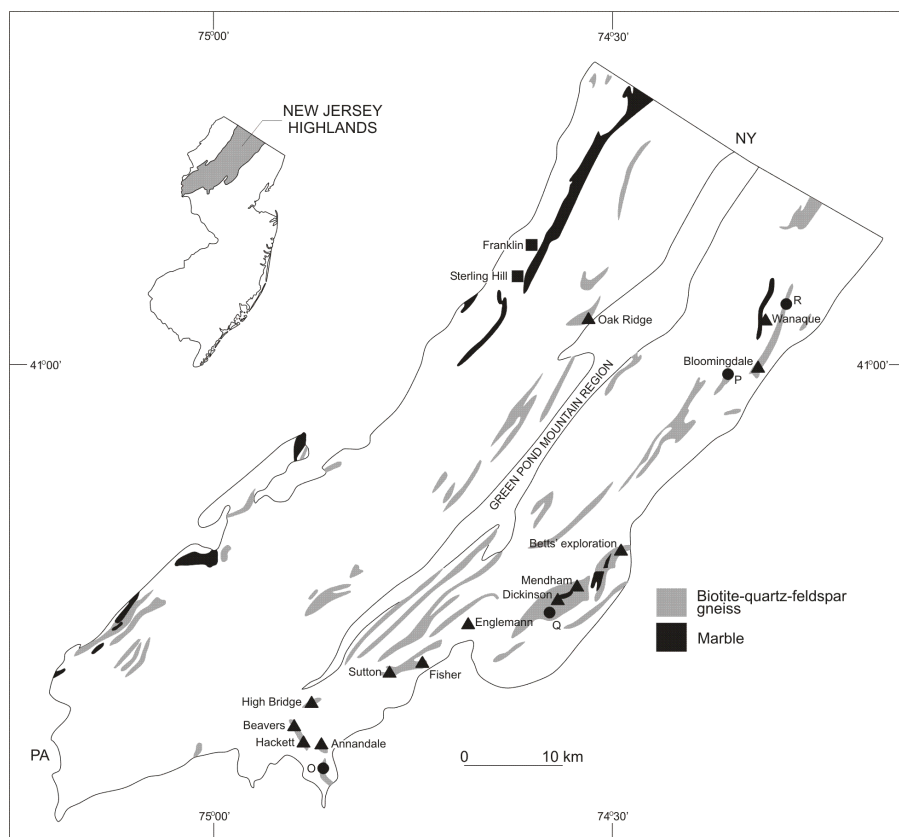 75°00'
74°30'
NEW JERSEY
HIGHLANDS
NY
Franklin
Sterling Hill
R
Oak Ridge
Wanaque
41°00'
Bloomingdale
41°00'
P
GREEN POND MOUNTAIN REGION
Betts' exploration
Mendham
Dickinson
Biotite-quartz-feldspar
gneiss
Q
Englemann
Marble
Sutton
Fisher
High Bridge
Beavers
Hackett
Annandale
PA
0 10 km
O
75°00'
74°30'